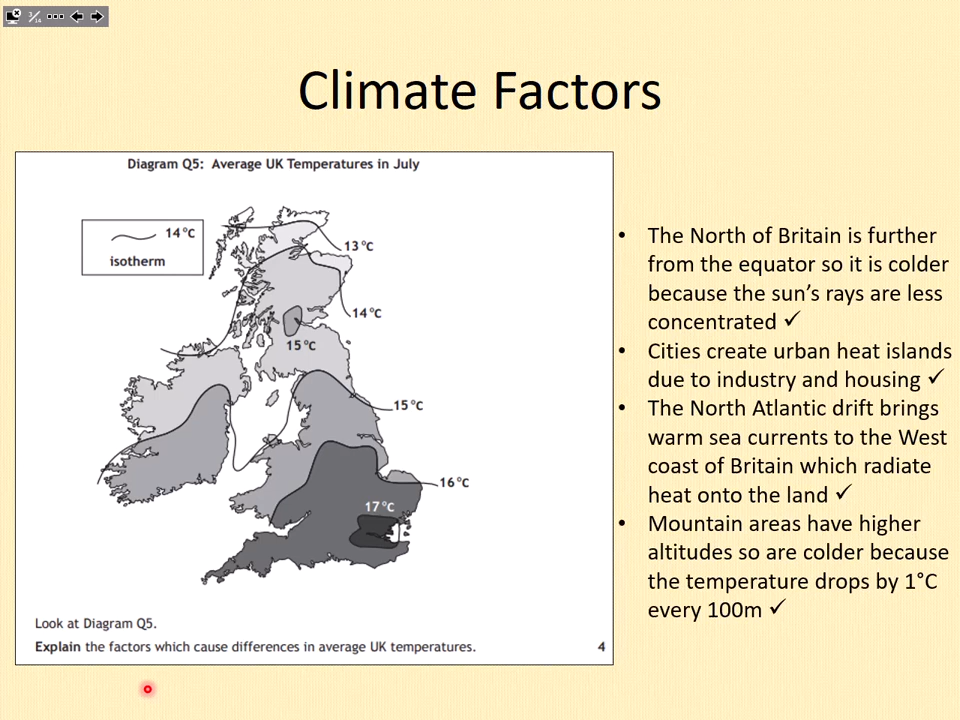 3/14
Climate Factors
Diagram Q5: Average UK Temperatures in July
14°C
isotherm
13°C
14°C
15°C
15°C
16°C
17°C
Look at Diagram Q5.
Explain the factors which cause differences in average UK temperatures. 4
• The North of Britain is further
from the equator so it is colder
because the sun's rays are less
concentrated ✓
• Cities create urban heat islands
due to industry and housing ✓
• The North Atlantic drift brings
warm sea currents to the West
coast of Britain which radiate
heat onto the land ✓
• Mountain areas have higher
altitudes so are colder because
the temperature drops by 1°C
every 100m ✓